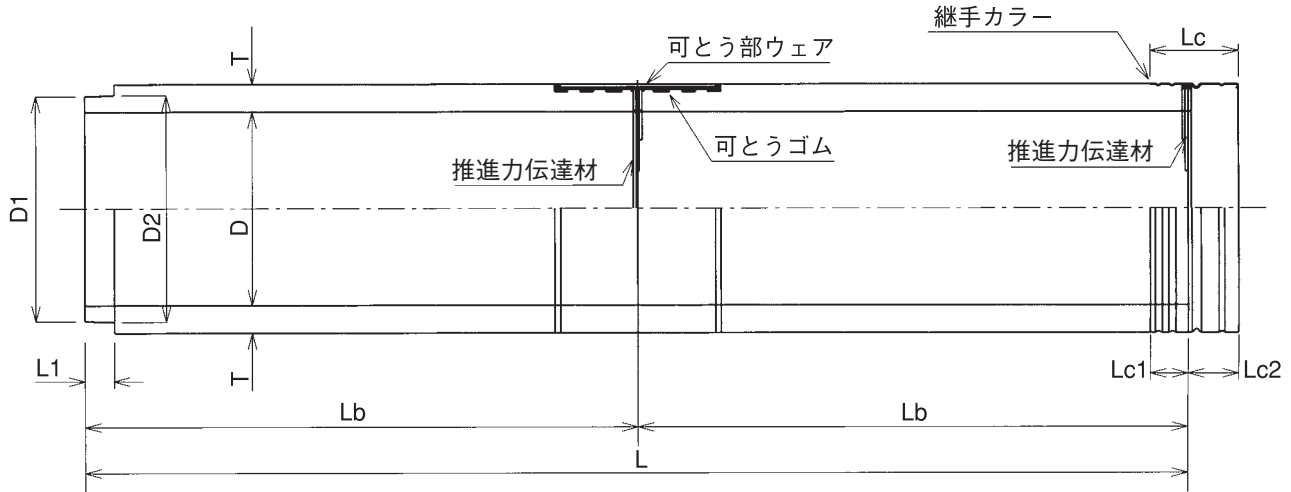 継手カラー
Lc
T
可とう部ウェア
可とうゴム
推進力伝達材
推進力伝達材
D1
D2
D
L1
T
Lc1
Lc2
Lb
Lb
L